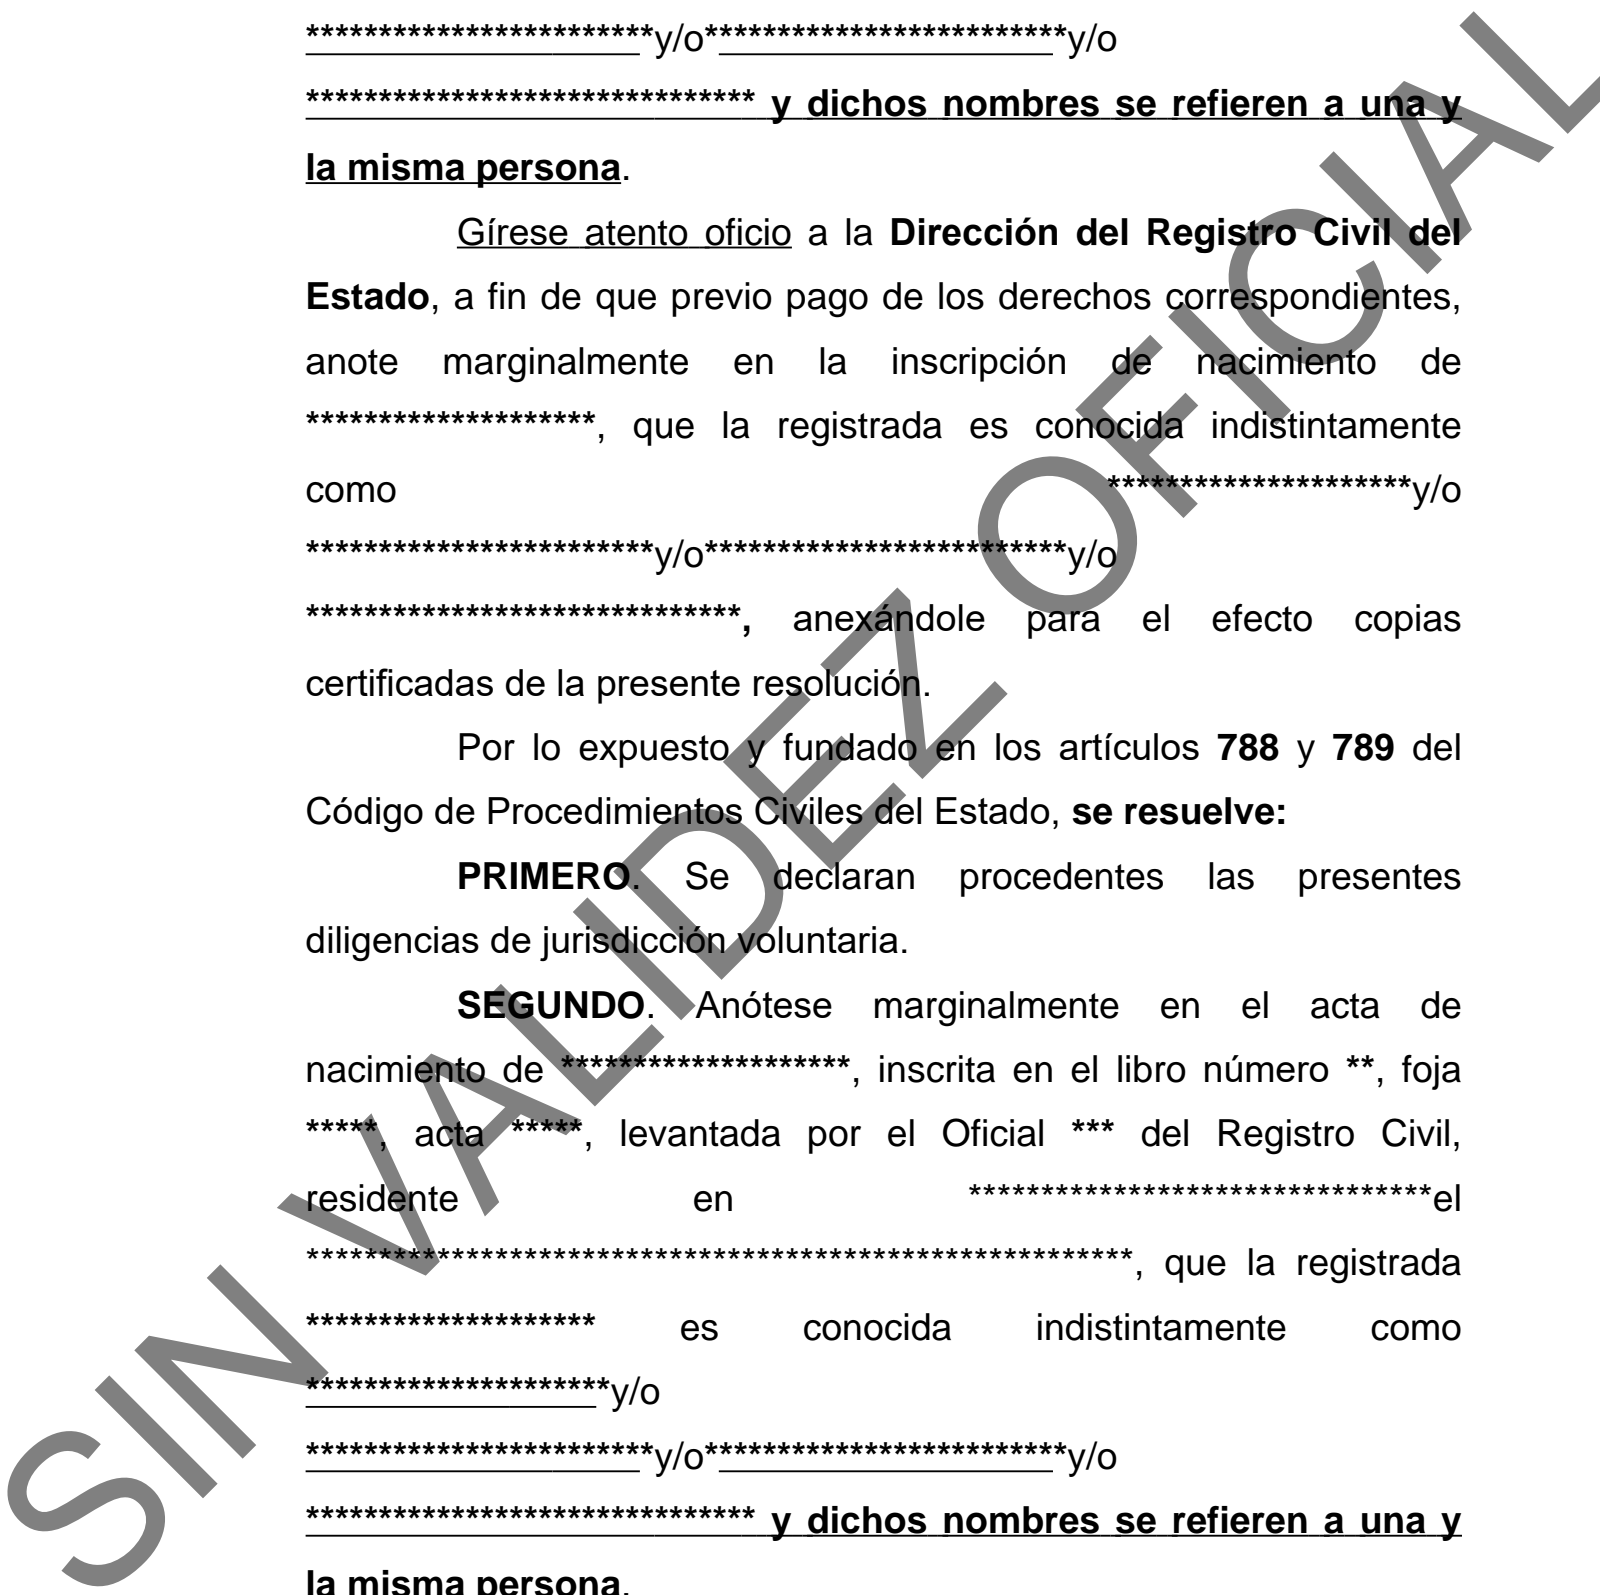 ************************y/o*************************y/o
******************************* y dichos nombres se refieren a una y
la misma persona.
Gírese atento oficio a la Dirección del Registro Civil del
Estado, a fin de que previo pago de los derechos correspondientes,
anote marginalmente en la inscripción de nacimiento de
********************, que la registrada es conocida indistintamente
como *********************y/o
************************y/o*************************y/o
******************************, anexándole para el efecto copias
certificadas de la presente resolución.
Por lo expuesto y fundado en los artículos 788 y 789 del
Código de Procedimientos Civiles del Estado, se resuelve:
PRIMERO. Se declaran procedentes las presentes
diligencias de jurisdicción voluntaria.
SEGUNDO. Anótese marginalmente en el acta de
nacimiento de ********************, inscrita en el libro número **, foja
*****, acta *****, levantada por el Oficial *** del Registro Civil,
residente en ********************************el
*********************************************************, que la registrada
******************** es conocida indistintamente como
*********************y/o
************************y/o*************************y/o
******************************* y dichos nombres se refieren a una y
la misma persona.
SIN VALIDEZ OFICIAL